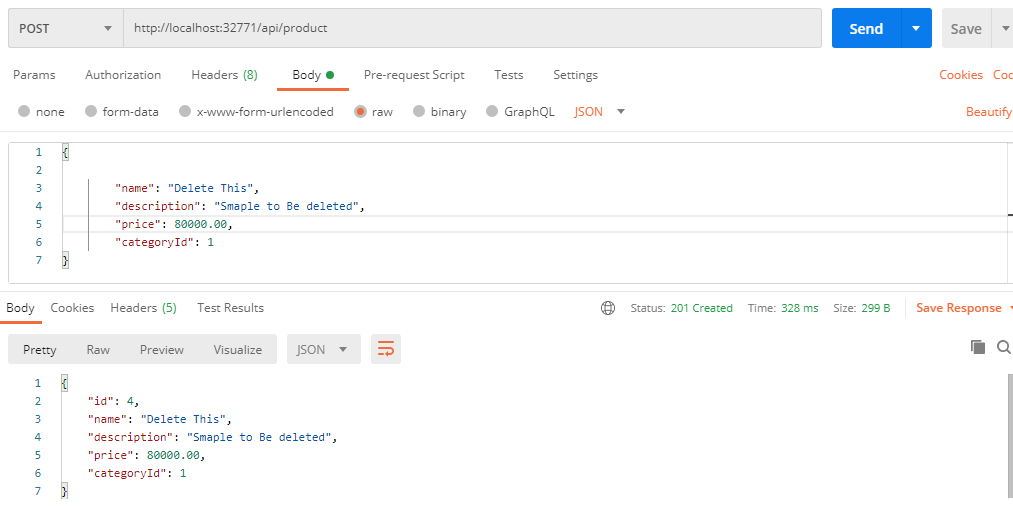 POST http://localhost:32771/api/product Send Save
Params Authorization Headers (8) Body Pre-request Script Tests Settings Cookies Coc
none form-data x-www-form-urlencoded raw binary GraphQL JSON Beautify
1 {
2
3 "name": "Delete This",
4 "description": "Smaple to Be deleted",
5 "price": 80000.00,
6 "categoryId": 1
7 }
Body Cookies Headers (5) Test Results Status: 201 Created Time: 328 ms Size: 299 B Save Response
Pretty Raw Preview Visualize JSON
1 {
2 "id": 4,
3 "name": "Delete This",
4 "description": "Smaple to Be deleted",
5 "price": 80000.00,
6 "categoryId": 1
7 }